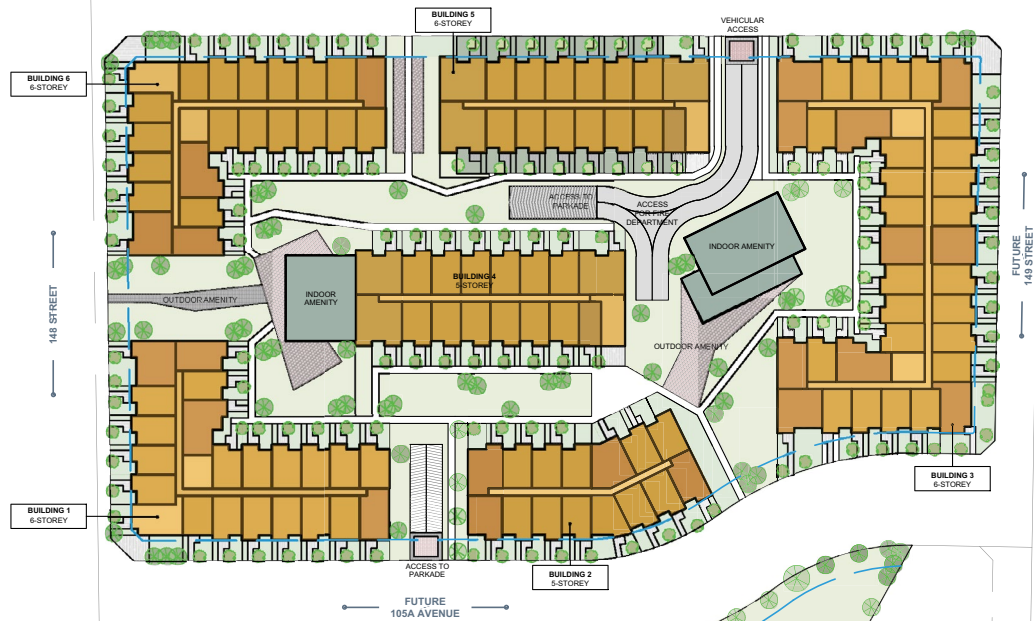 BUILDING 5
6-STOREY
VEHICULAR
ACCESS
BUILDING 6
6-STOREY
ACCESS TO
PARKADE
ACCESS
FOR FIRE
DEPARTMENT
INDOOR AMENITY
FUTURE
149 STREET
BUILDING 4
5-STOREY
INDOOR
AMENITY
OUTDOOR AMENITY
148 STREET
OUTDOOR AMENITY
BUILDING 3
6-STOREY
BUILDING 1
6-STOREY
ACCESS TO
PARKADE
BUILDING 2
5-STOREY
FUTURE
105A AVENUE